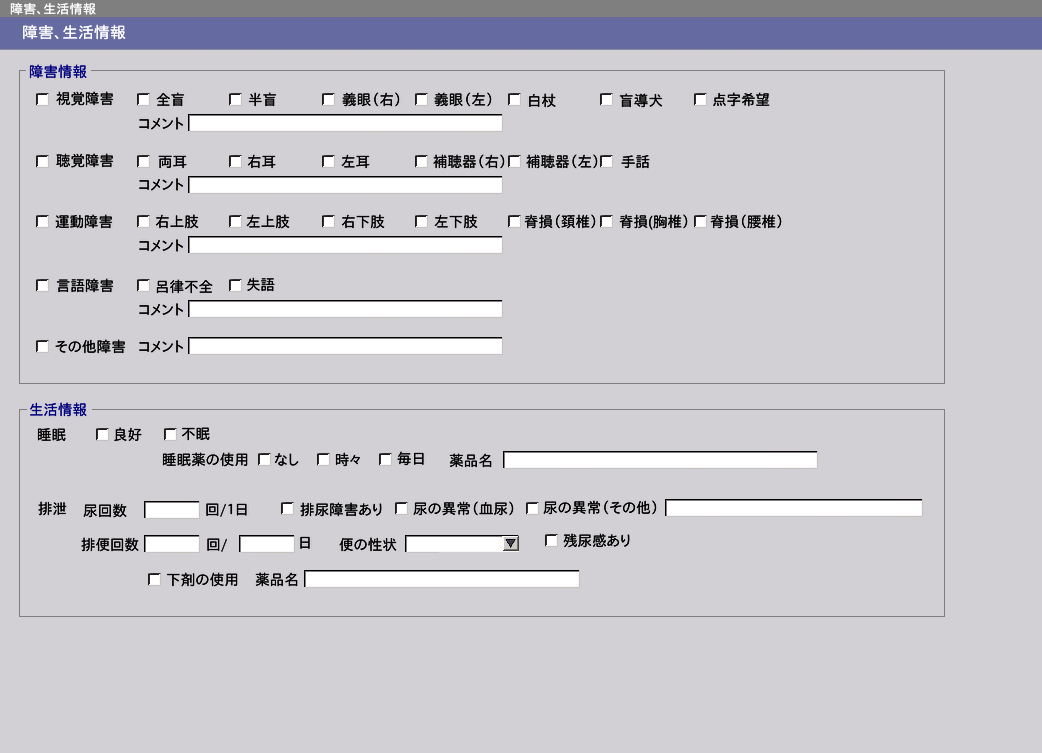 障害、生活情報
障害、生活情報
障害情報
視覚障害 全盲 半盲 義眼（右） 義眼（左） 白杖 盲導犬 点字希望
コメント
聴覚障害 両耳 右耳 左耳 補聴器（右） 補聴器（左） 手話
コメント
運動障害 右上肢 左上肢 右下肢 左下肢 脊損（頚椎） 脊損(胸椎） 脊損（腰椎）
コメント
言語障害 呂律不全 失語
コメント
その他障害 コメント
生活情報
睡眠 良好 不眠
睡眠薬の使用 なし 時々 毎日 薬品名
排泄 尿回数 回/1日 排尿障害あり 尿の異常（血尿） 尿の異常（その他）
排便回数 回/ 日 便の性状 残尿感あり
下剤の使用 薬品名